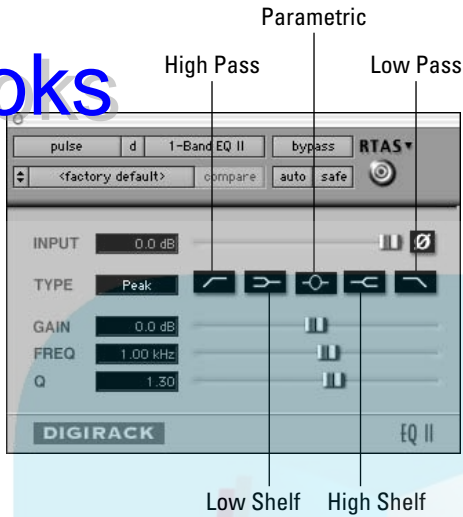 Parametric
High Pass
Low Pass
oks
pulse d 1-Band EQ II bypass RTAS
<factory default> compare auto safe
INPUT 0.0 dB Ø
TYPE Peak
GAIN 0.0 dB
FREQ 1.00 kHz
Q 1.30
DIGIRACK EQ II
Low Shelf High Shelf